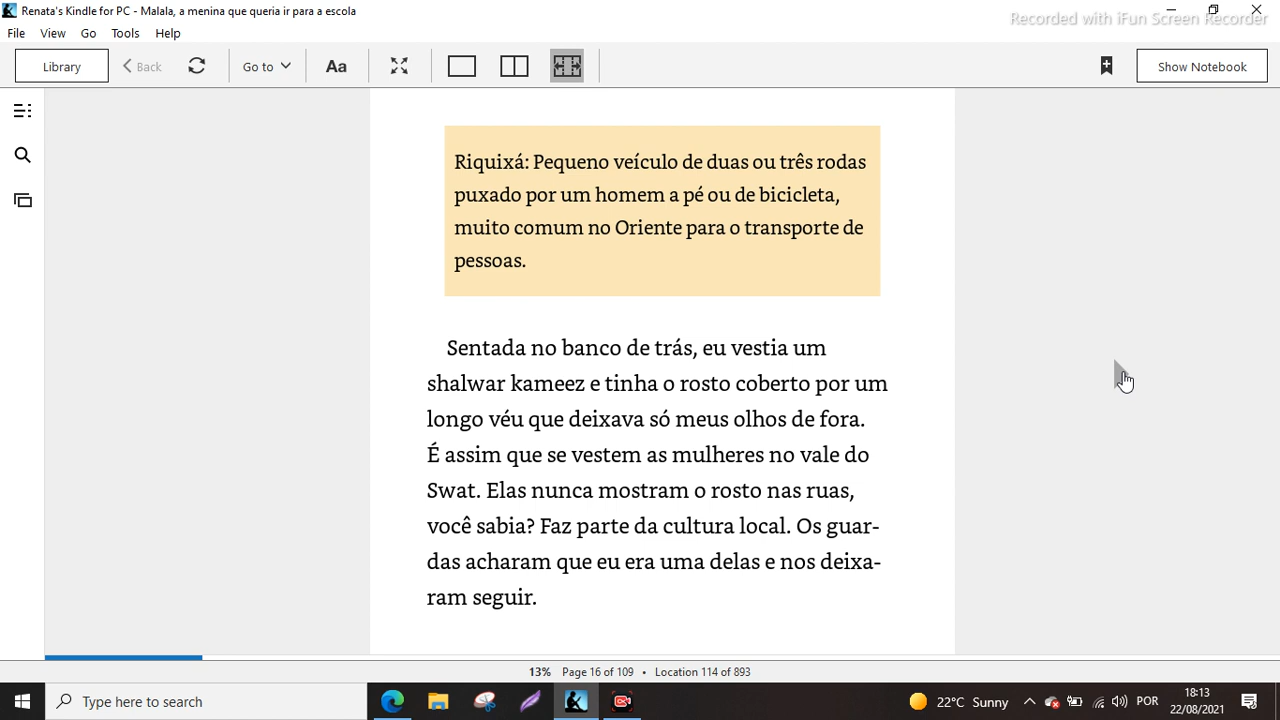 Renata's Kindle for PC - Malala, a menina que queria ir para a escola
Recorded with iFun Screen Recorder
File View Go Tools Help
Library Back Go to Aa Show Notebook
Riquixá: Pequeno veículo de duas ou três rodas
puxado por um homem a pé ou de bicicleta,
muito comum no Oriente para o transporte de
pessoas.
Sentada no banco de trás, eu vestia um
shalwar kameez e tinha o rosto coberto por um
longo véu que deixava só meus olhos de fora.
É assim que se vestem as mulheres no vale do
Swat. Elas nunca mostram o rosto nas ruas,
você sabia? Faz parte da cultura local. Os guar-
das acharam que eu era uma delas e nos deixa-
ram seguir.
13% Page 16 of 109 • Location 114 of 893
Type here to search
22°C Sunny
POR
18:13
22/08/2021